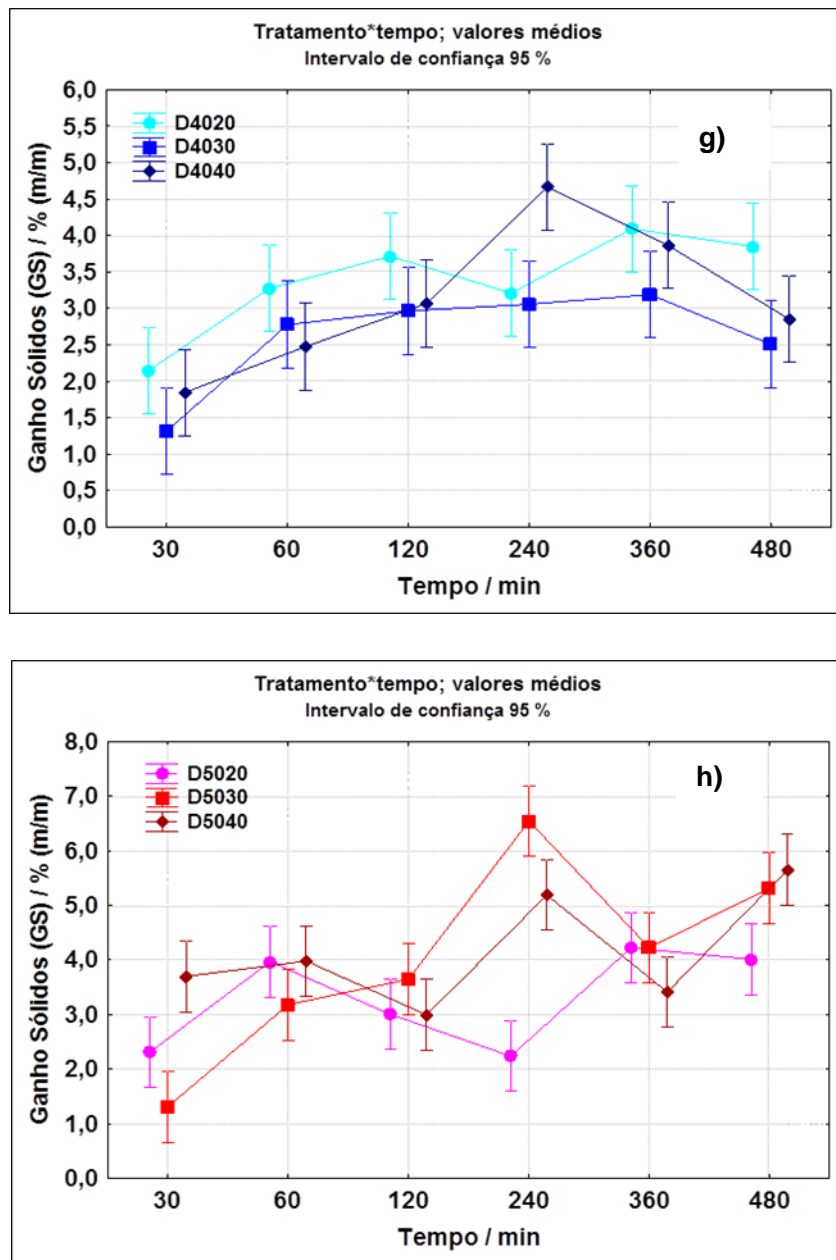 Tratamento*tempo; valores médios
Intervalo de confiança 95 %
6,0
5,5
5,0
4,5
4,0
3,5
3,0
2,5
2,0
1,5
1,0
0,5
0,0
Ganho Sólidos (GS) / % (m/m)
D4020
D4030
D4040
g)
30 60 120 240 360 480
Tempo / min
Tratamento*tempo; valores médios
Intervalo de confiança 95 %
8,0
7,0
6,0
5,0
4,0
3,0
2,0
1,0
0,0
Ganho Sólidos (GS) / % (m/m)
D5020
D5030
D5040
h)
30 60 120 240 360 480
Tempo / min